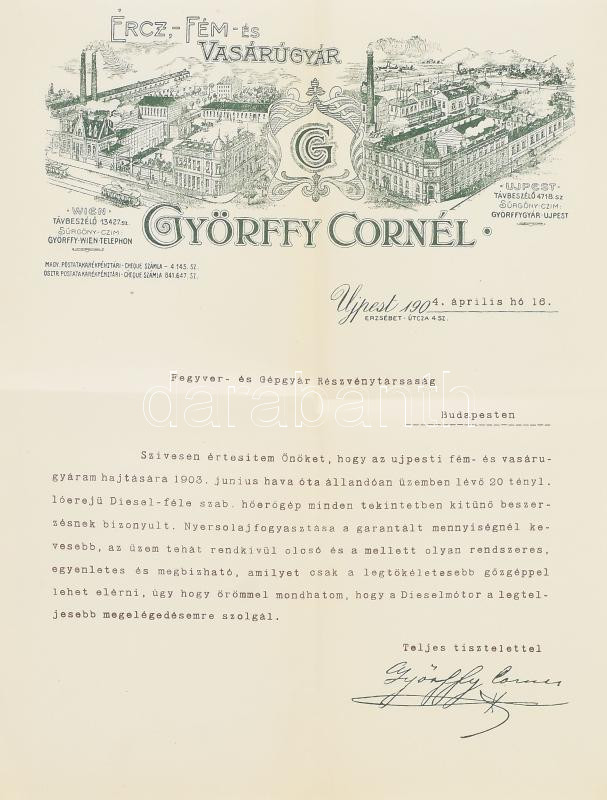 ÉRCZ,- FÉM- ÉS
VASÁRÚGYÁR
G
· WIEN ·
TÁVBESZÉLŐ 13427.SZ.
SÜRGÖNY-CZIM:
GYÖRFFY-WIEN-TELEPHON
· UJPEST ·
TÁVBESZÉLŐ 4718.SZ
SÜRGÖNY-CZIM:
GYÖRFFYGYÁR-UJPEST
GYÖRFFY CORNÉL ·
MAGY. POSTATAKARÉKPÉNZTÁRI-CHEQUE SZÁMLA - 4.145. SZ.
OSZTR. POSTATAKARÉKPÉNZTÁRI-CHEQUE SZÁMLA 841.647. SZ.
Ujpest 1904. április hó 16.
ERZSÉBET-ÚTCZA 4 SZ.
Fegyver- és Gépgyár Részvénytársaság
darabanth
Budapesten
Szivesen értesitem Önöket, hogy az ujpesti fém- és vasáru-
gyáram hajtására 1903. junius hava óta állandóan üzemben lévő 20 tényl.
lóerejü Diesel-féle szab. hőerőgép minden tekintetben kitünő beszer-
zésnek bizonyult. Nyersolajfogyasztása a garantált mennyiségnél ke-
vesebb, az üzem tehát rendkivül olcsó és a mellett olyan rendszeres,
egyenletes és megbizható, amilyet csak a legtökéletesebb gőzgéppel
lehet elérni, úgy hogy örömmel mondhatom, hogy a Dieselmótor a legtel-
jesebb megelégedésemre szolgál.
Teljes tisztelettel
Györffy Cornel